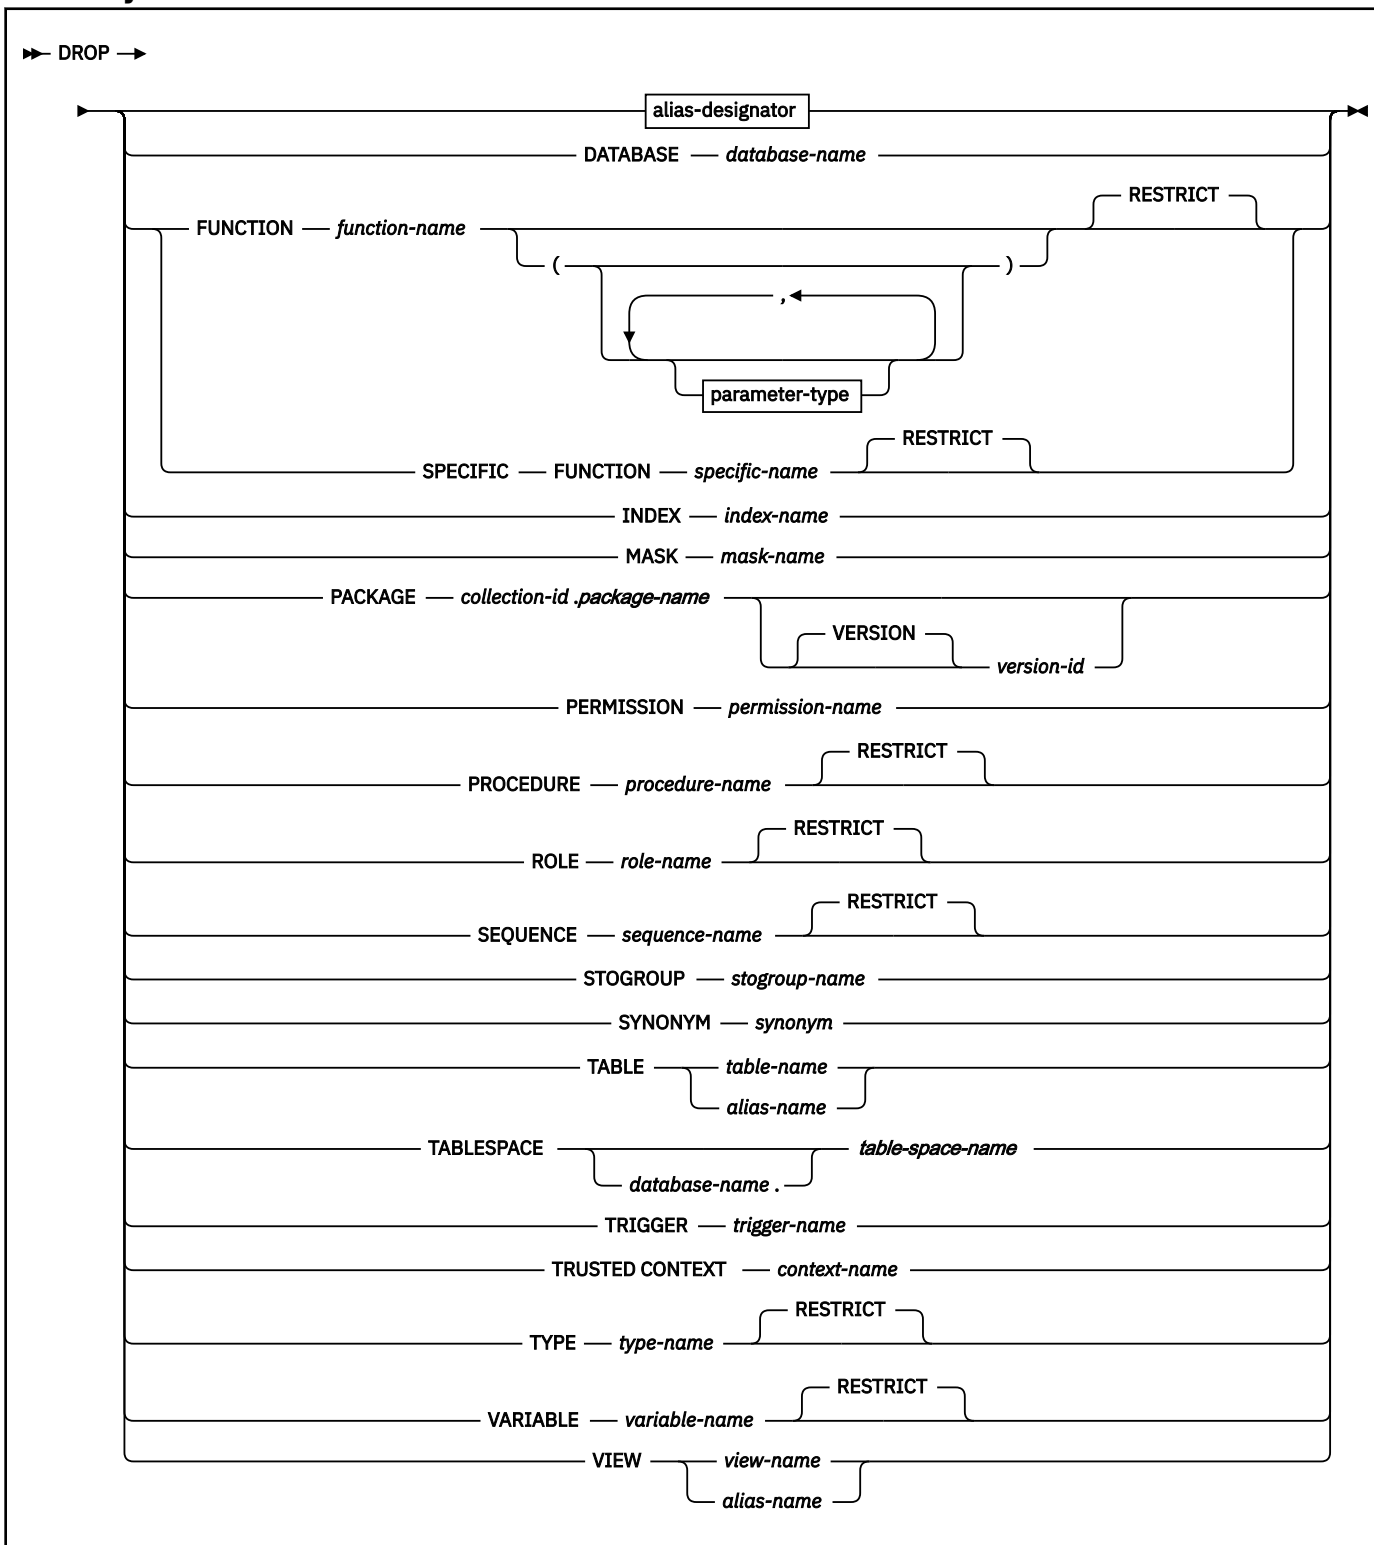 DROP
alias-designator
DATABASE database-name
RESTRICT
FUNCTION function-name
( )
,
parameter-type
RESTRICT
SPECIFIC FUNCTION specific-name
INDEX index-name
MASK mask-name
PACKAGE collection-id .package-name
VERSION
version-id
PERMISSION permission-name
RESTRICT
PROCEDURE procedure-name
RESTRICT
ROLE role-name
RESTRICT
SEQUENCE sequence-name
STOGROUP stogroup-name
SYNONYM synonym
TABLE table-name
alias-name
TABLESPACE table-space-name
database-name .
TRIGGER trigger-name
TRUSTED CONTEXT context-name
RESTRICT
TYPE type-name
RESTRICT
VARIABLE variable-name
VIEW view-name
alias-name